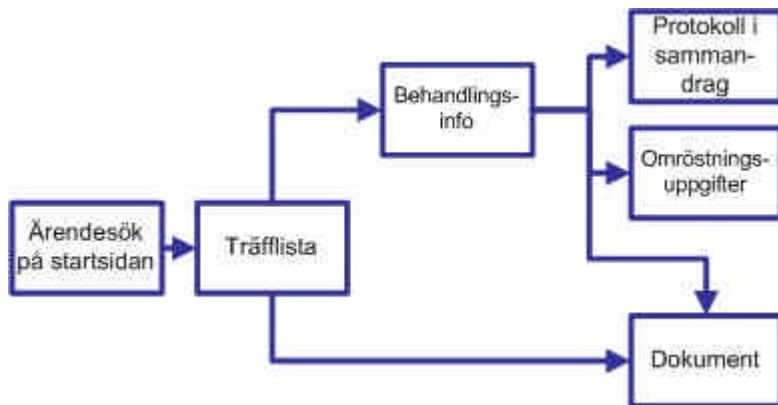 Ärendesök
på startsidan
Träfflista
Behandlings-
info
Protokoll i
samman-
drag
Omröstnings-
uppgifter
Dokument